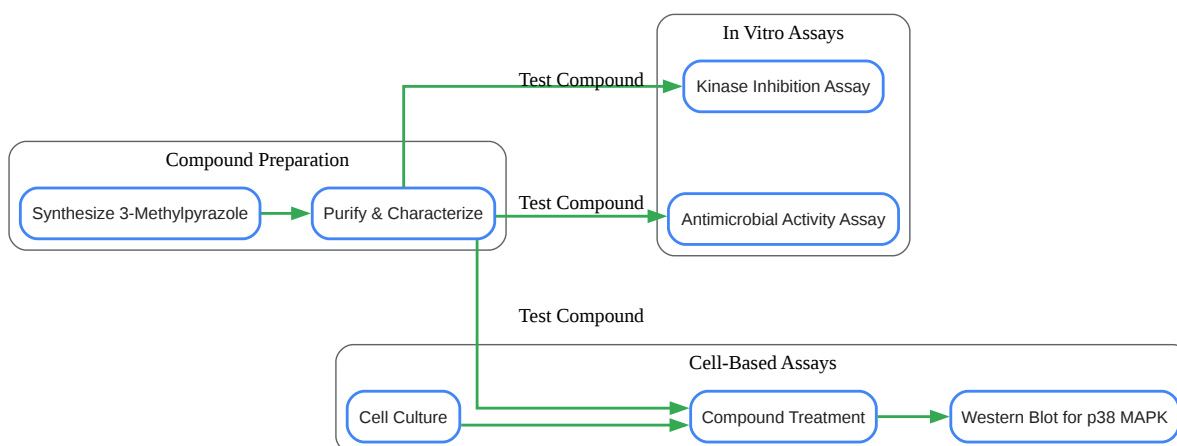 In Vitro Assays
Test Compound
Kinase Inhibition Assay
Compound Preparation
Synthesize 3-Methylpyrazole
Purify & Characterize
Test Compound
Antimicrobial Activity Assay
Test Compound
Cell-Based Assays
Cell Culture
Compound Treatment
Western Blot for p38 MAPK